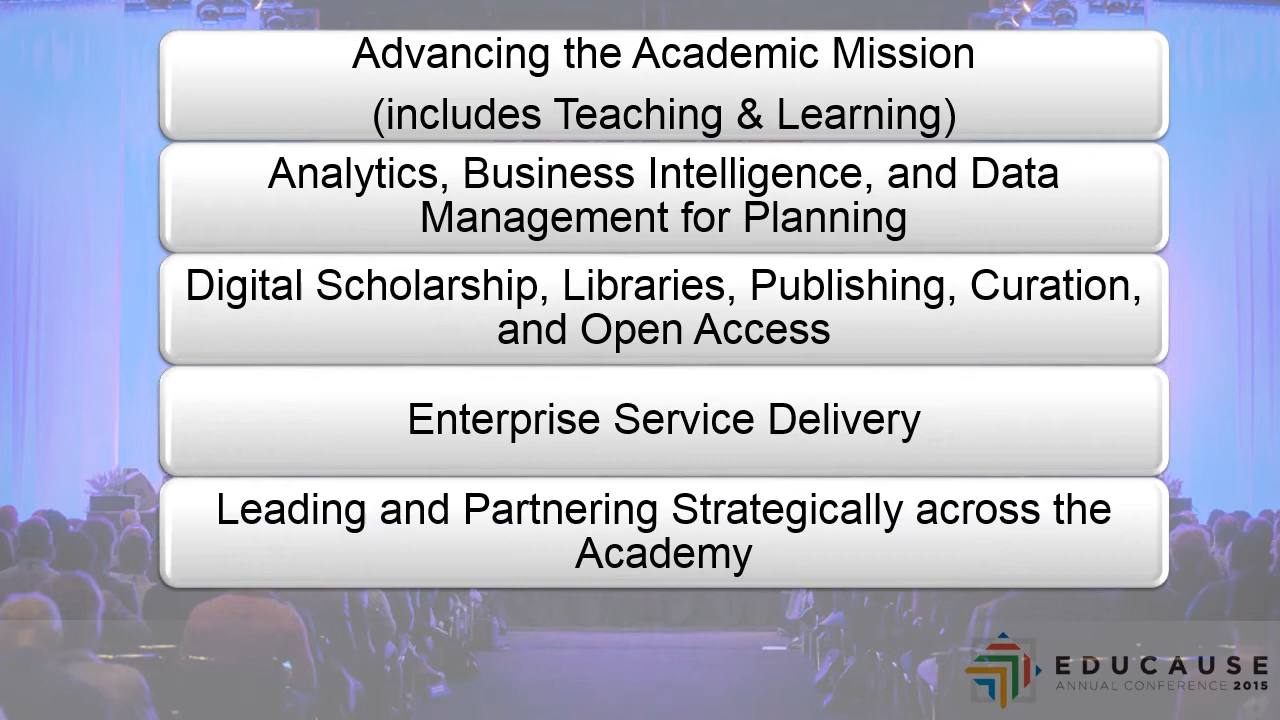 Advancing the Academic Mission
(includes Teaching & Learning)
Analytics, Business Intelligence, and Data
Management for Planning
Digital Scholarship, Libraries, Publishing, Curation,
and Open Access
Enterprise Service Delivery
Leading and Partnering Strategically across the
Academy
EDUCAUSE
ANNUAL CONFERENCE 2015